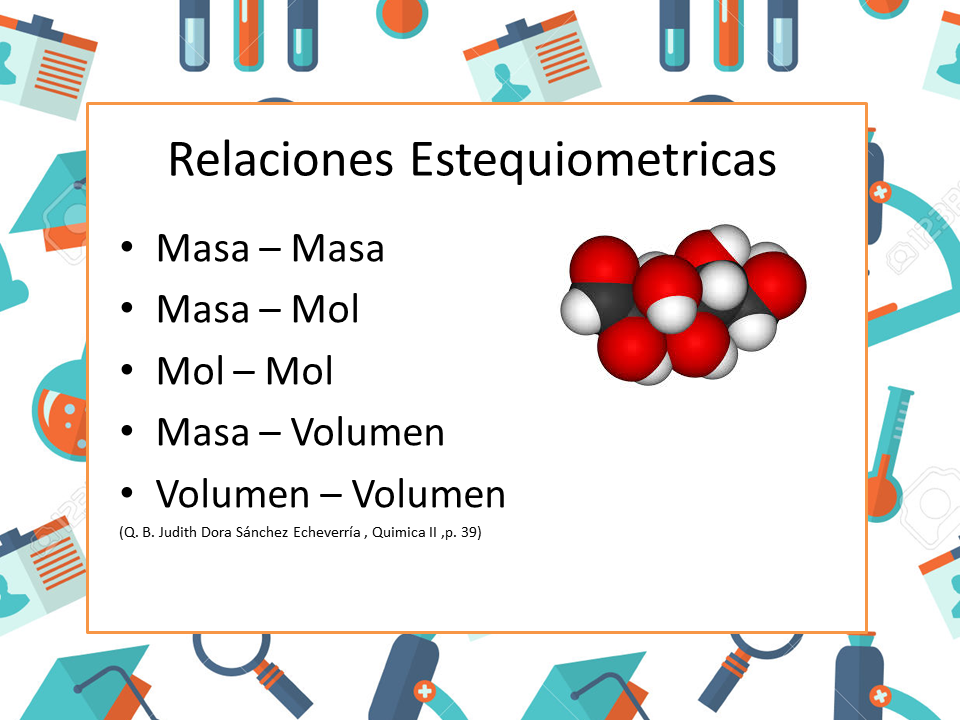 Relaciones Estequiometricas
• Masa – Masa
• Masa – Mol
• Mol – Mol
• Masa – Volumen
• Volumen – Volumen
(Q. B. Judith Dora Sánchez Echeverría , Quimica II ,p. 39)